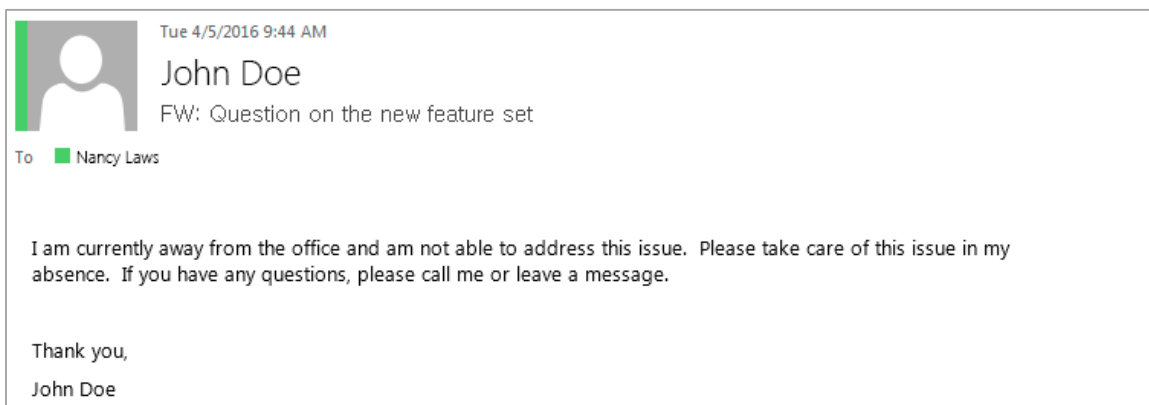 Tue 4/5/2016 9:44 AM
John Doe
FW: Question on the new feature set
To Nancy Laws
I am currently away from the office and am not able to address this issue.  Please take care of this issue in my
absence.  If you have any questions, please call me or leave a message.
Thank you,
John Doe